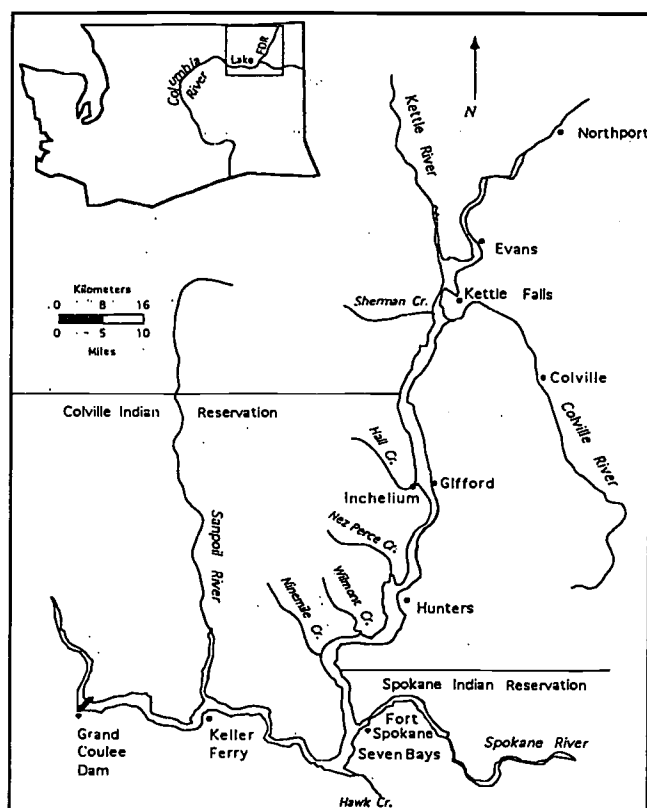 Columbia
River
Lake
FDR
N
Kettle River
Northport
Evans
Kettle Falls
Kilometers
0 8 16
0 5 10
Miles
Sherman Cr.
Colville
Colville River
Colville Indian Reservation
Hall Cr.
Inchelium
Gifford
Nez Perce Cr.
Sanpoil River
Wilmont Cr.
Ninemile Cr.
Hunters
Spokane Indian Reservation
Grand
Coulee
Dam
Keller
Ferry
Fort
Spokane
Seven Bays
Spokane River
Hawk Cr.